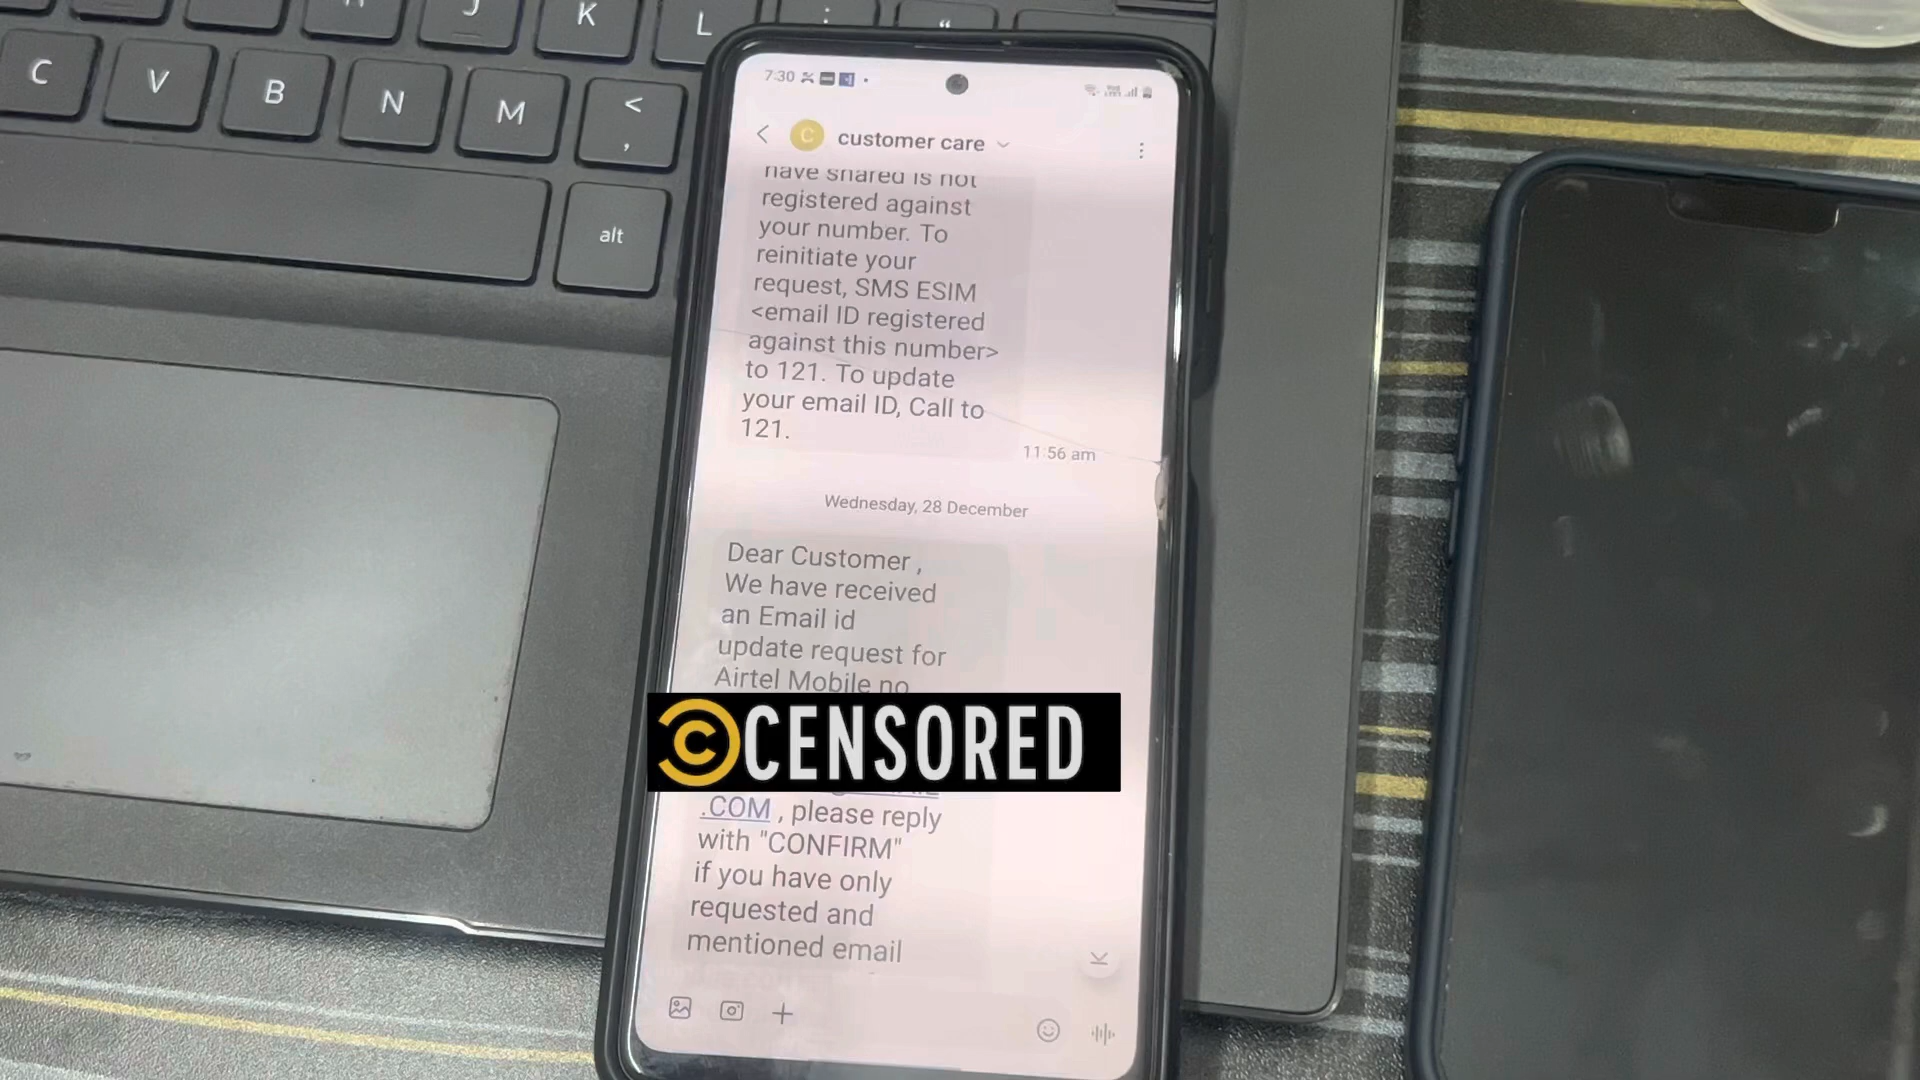 J
K
L
:
"
C
V
B
N
M
<
,
alt
7:30
C customer care
have shared is not
registered against
your number. To
reinitiate your
request, SMS ESIM
<email ID registered
against this number>
to 121. To update
your email ID, Call to
121.
11:56 am
Wednesday, 28 December
Dear Customer ,
We have received
an Email id
update request for
Airtel Mobile no
CENSORED
.COM , please reply
with "CONFIRM"
if you have only
requested and
mentioned email